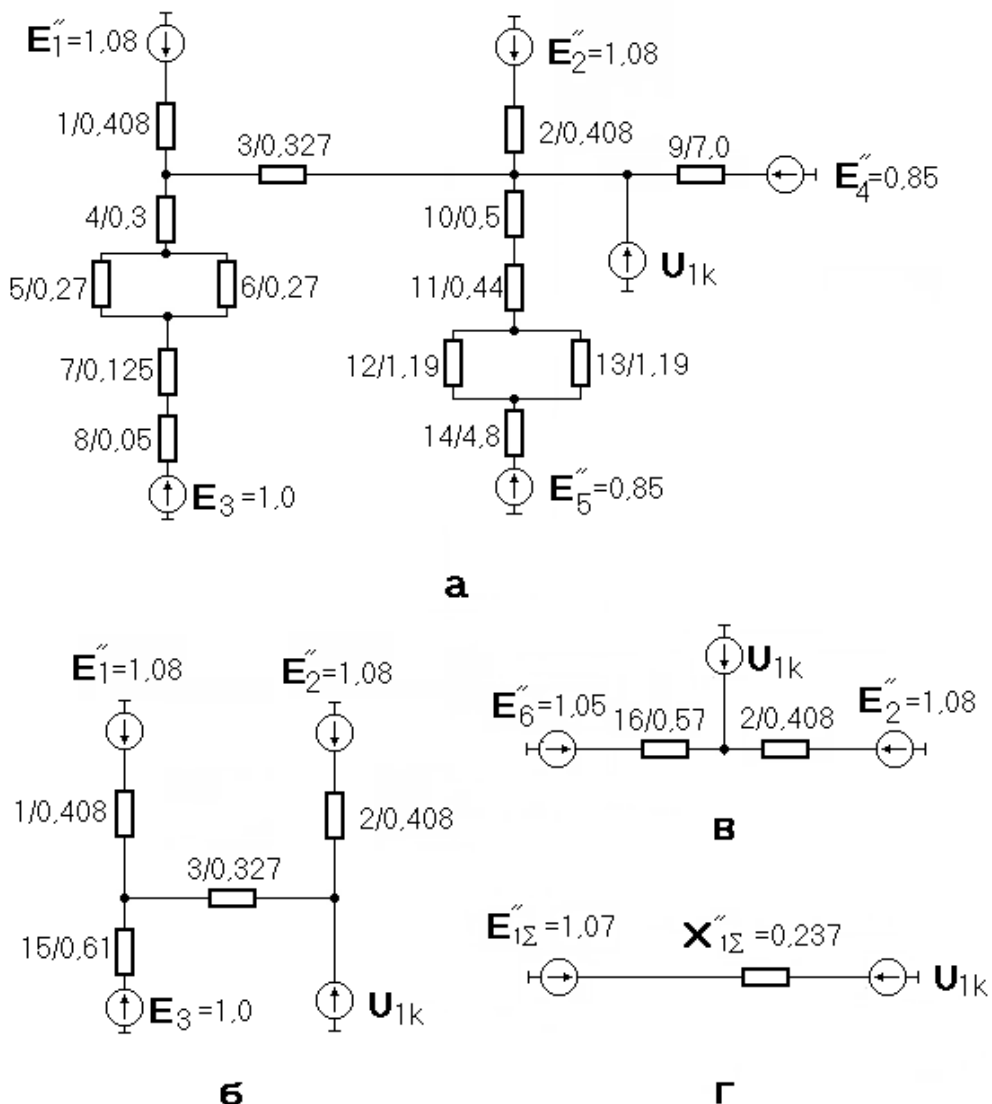 E″1=1,08
E″2=1,08
1/0,408
2/0,408
3/0,327
9/7,0
E″4=0,85
4/0,3
10/0,5
U1k
5/0,27
6/0,27
11/0,44
7/0,125
12/1,19
13/1,19
8/0,05
14/4,8
E3=1,0
E″5=0,85
а
E″1=1,08
E″2=1,08
1/0,408
2/0,408
3/0,327
15/0,61
E3=1,0
U1k
б
U1k
E″6=1,05
16/0,57
2/0,408
E″2=1,08
в
E″1Σ=1,07
X″1Σ=0,237
U1k
г